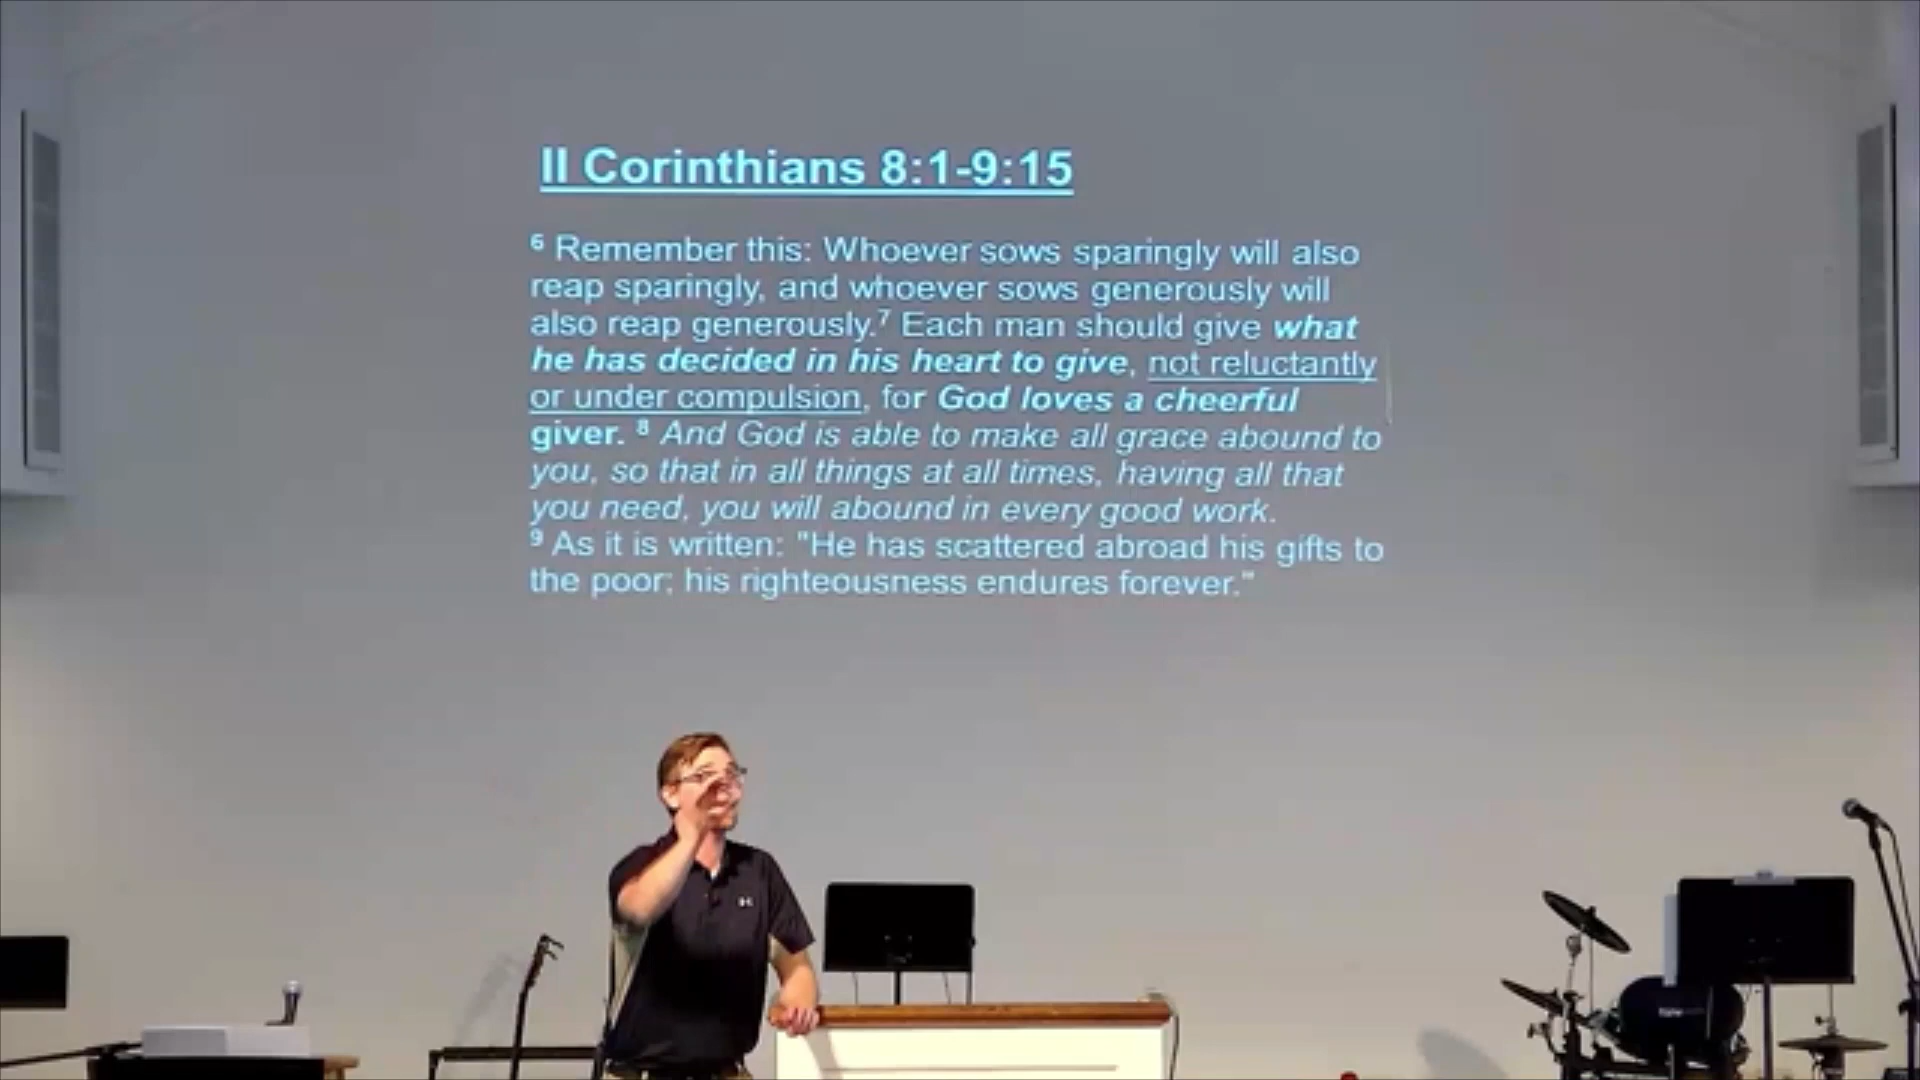 II Corinthians 8:1-9:15
6 Remember this: Whoever sows sparingly will also
reap sparingly, and whoever sows generously will
also reap generously.7 Each man should give what
he has decided in his heart to give, not reluctantly
or under compulsion, for God loves a cheerful
giver. 8 And God is able to make all grace abound to
you, so that in all things at all times, having all that
you need, you will abound in every good work.
9 As it is written: "He has scattered abroad his gifts to
the poor; his righteousness endures forever."